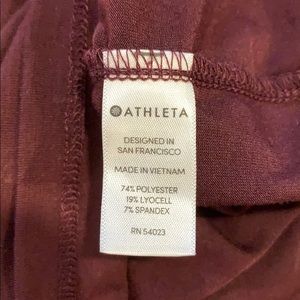 ATHLETA
DESIGNED IN
SAN FRANCISCO
MADE IN VIETNAM
74% POLYESTER
19% LYOCELL
7% SPANDEX
RN 54023